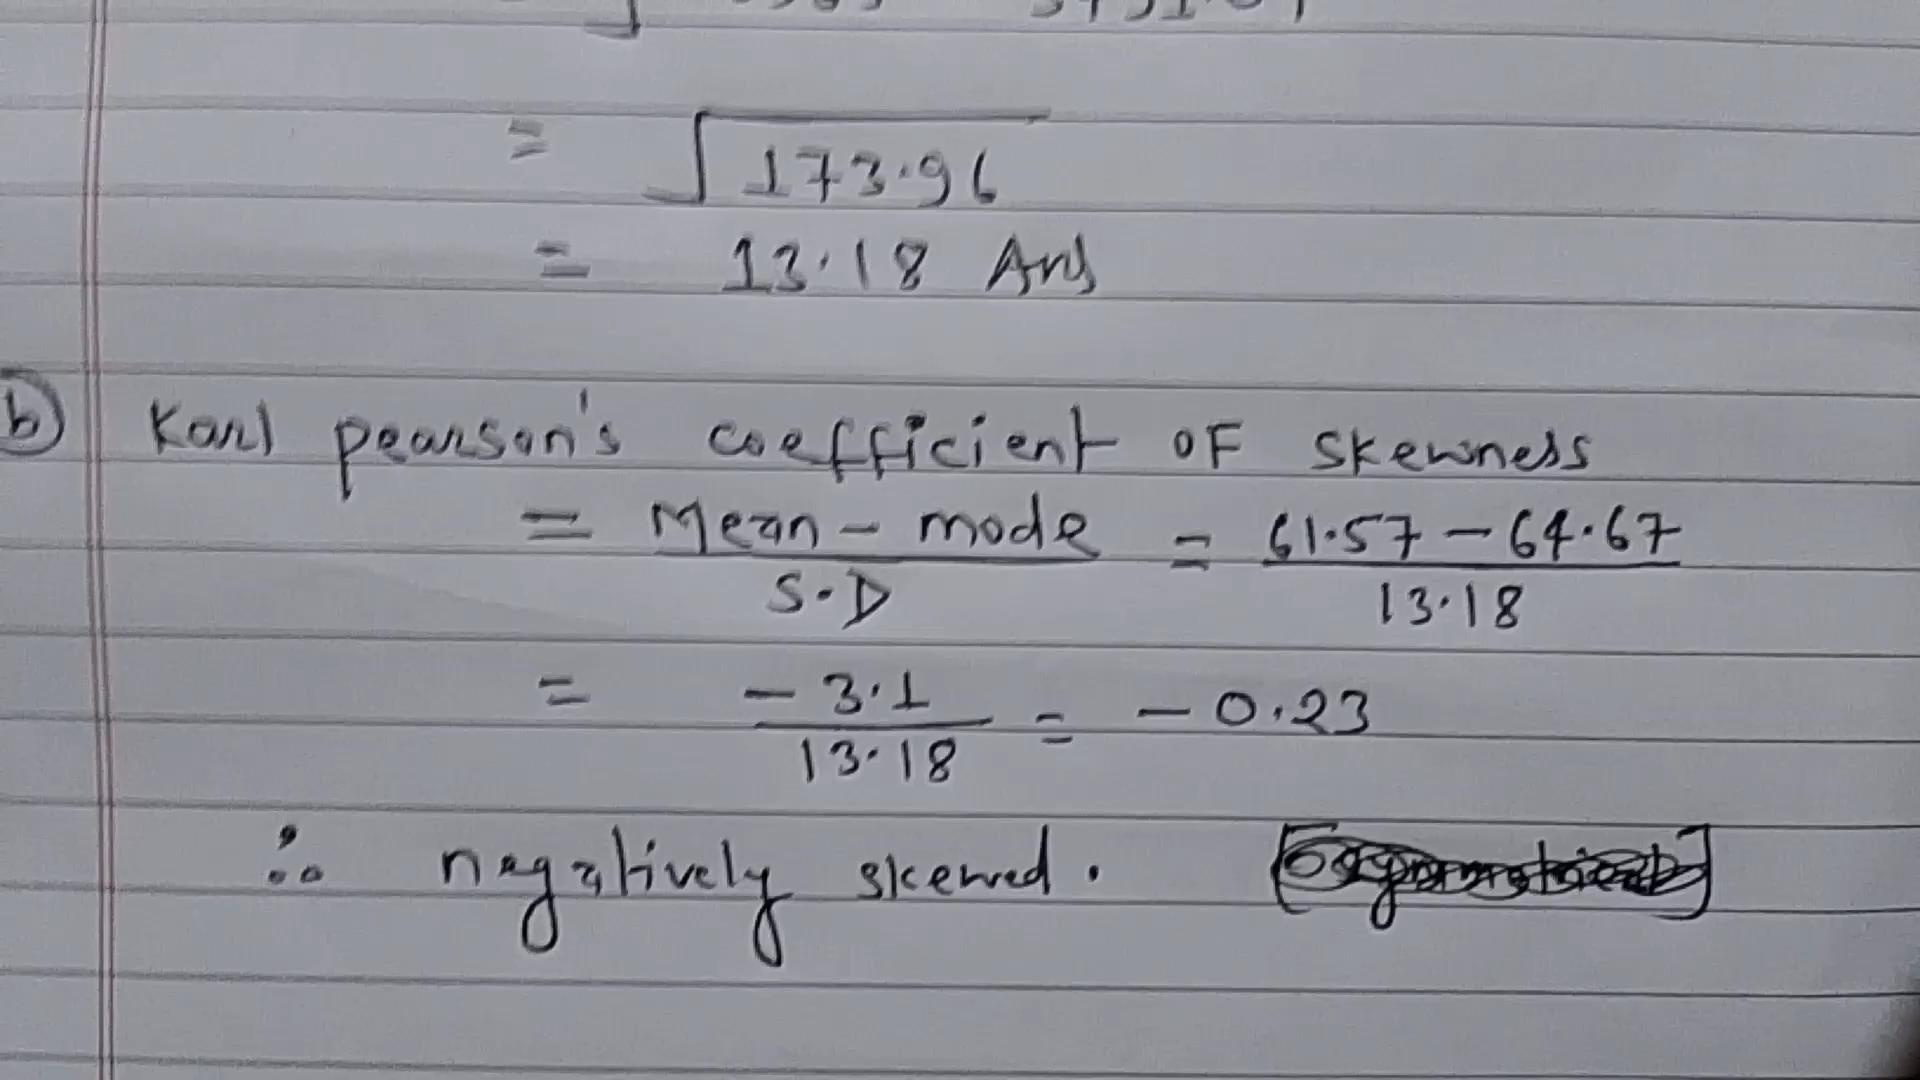 = √173.96
= 13.18 Ans
b) Karl pearson's coefficient OF skewness
= Mean - mode / S.D = 61.57 - 64.67 / 13.18
= - 3.1 / 13.18 = - 0.23
∴ negatively skewed.